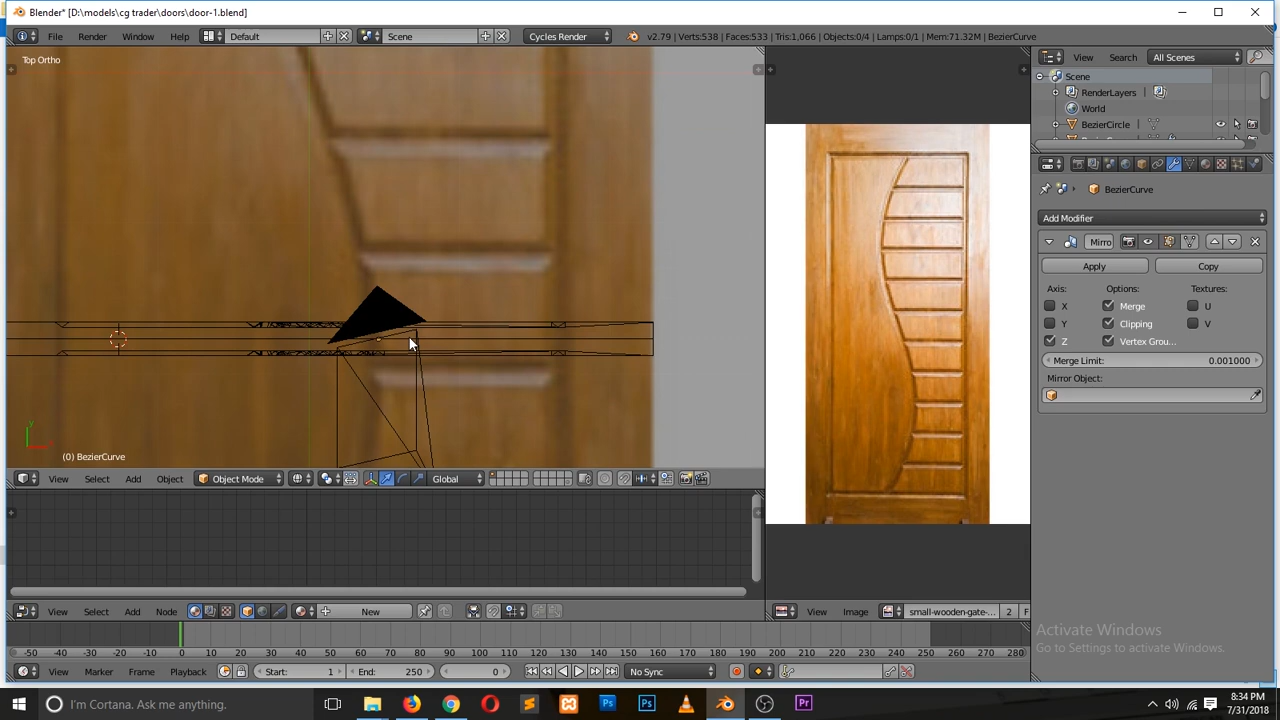 Blender* [D:\models\cg trader\doors\door-1.blend]
File Render Window Help Default Scene Cycles Render v2.79 | Verts:538 | Faces:533 | Tris:1,066 | Objects:0/4 | Lamps:0/1 | Mem:71.32M | BezierCurve
Top Ortho
View Search All Scenes
Scene
RenderLayers
World
BezierCircle
BezierCurve
Add Modifier
Mirro
Apply Copy
Axis: Options: Textures:
X Merge U
Y Clipping V
Z Vertex Grou...
Merge Limit: 0.001000
Mirror Object:
(0) BezierCurve
View Select Add Object Object Mode Global
View Select Add Node New
View Image small-wooden-gate-... 2 F
-50 -40 -30 -20 -10 0 10 20 30 40 50 60 70 80 90 100 110 120 130 140 150 160 170 180 190 200 210 220 230 240 250 260 270 280
View Marker Frame Playback Start: 1 End: 250 0 No Sync
Activate Windows
Go to Settings to activate Windows.
I'm Cortana. Ask me anything.
8:34 PM
7/31/2018